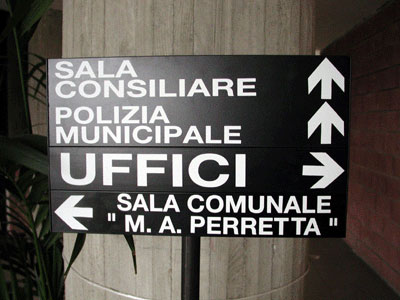 SALA
CONSILIARE
POLIZIA
MUNICIPALE
UFFICI
SALA COMUNALE
" M. A. PERRETTA "